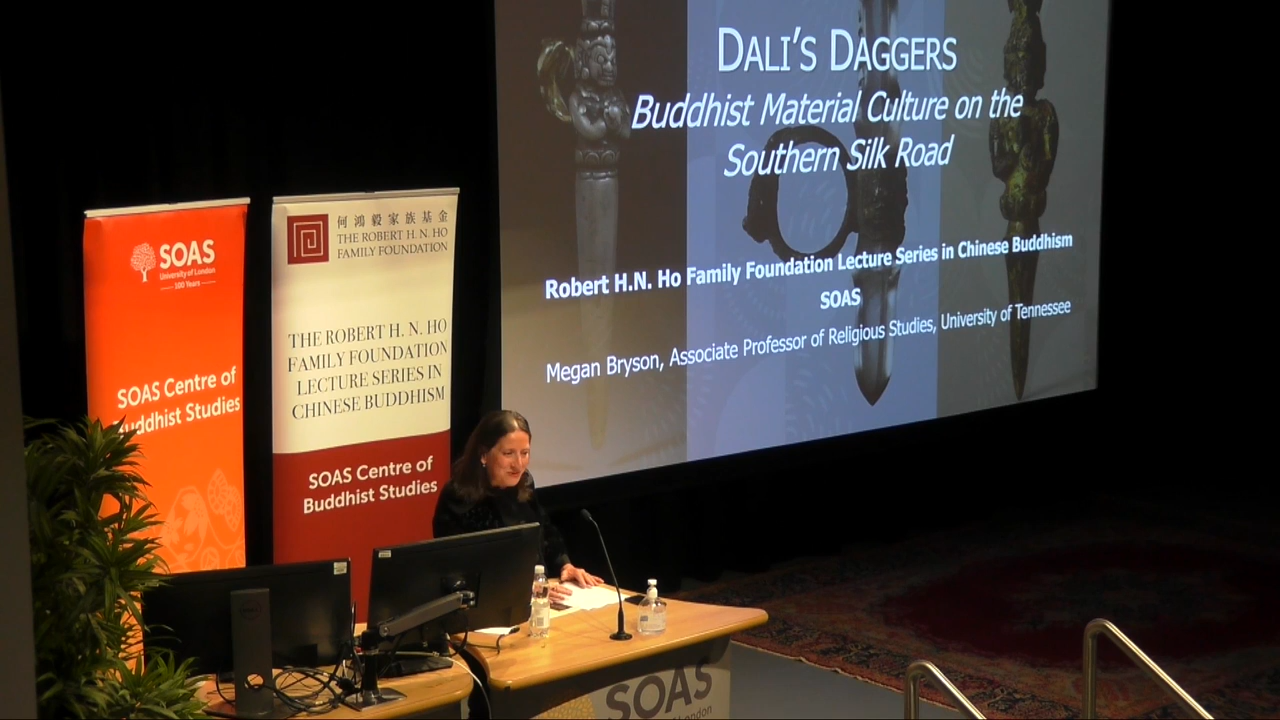 DALI'S DAGGERS
Buddhist Material Culture on the
Southern Silk Road
Robert H.N. Ho Family Foundation Lecture Series in Chinese Buddhism
SOAS
Megan Bryson, Associate Professor of Religious Studies, University of Tennessee
SOAS
University of London
100 Years
SOAS Centre of
Buddhist Studies
何鴻毅家族基金
THE ROBERT H. N. HO
FAMILY FOUNDATION
THE ROBERT H. N. HO
FAMILY FOUNDATION
LECTURE SERIES IN
CHINESE BUDDHISM
SOAS Centre of
Buddhist Studies
SOAS
London